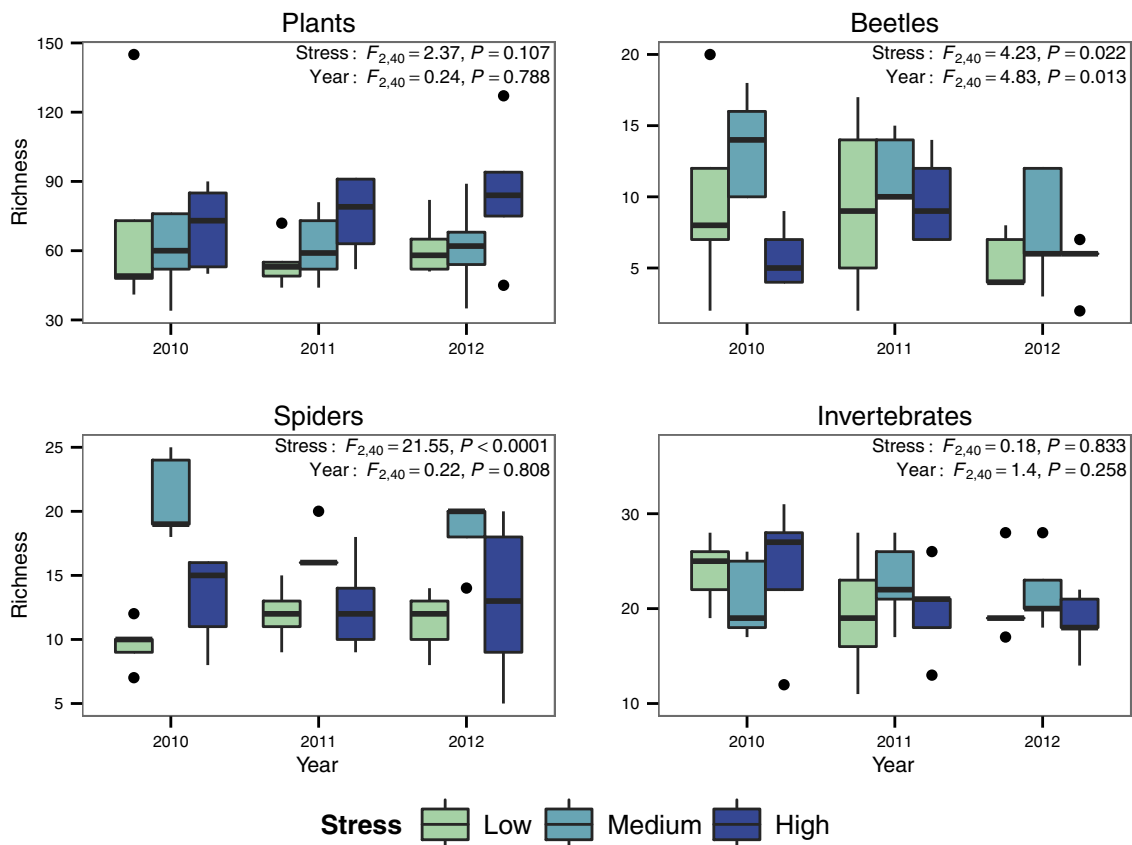 Plants
Stress : F2,40 = 2.37, P = 0.107
Year : F2,40 = 0.24, P = 0.788
Richness
150
120
90
60
30
2010 2011 2012
Beetles
Stress : F2,40 = 4.23, P = 0.022
Year : F2,40 = 4.83, P = 0.013
20
15
10
5
2010 2011 2012
Spiders
Stress : F2,40 = 21.55, P < 0.0001
Year : F2,40 = 0.22, P = 0.808
Richness
25
20
15
10
5
2010 2011 2012
Year
Invertebrates
Stress : F2,40 = 0.18, P = 0.833
Year : F2,40 = 1.4, P = 0.258
30
20
10
2010 2011 2012
Year
Stress Low Medium High